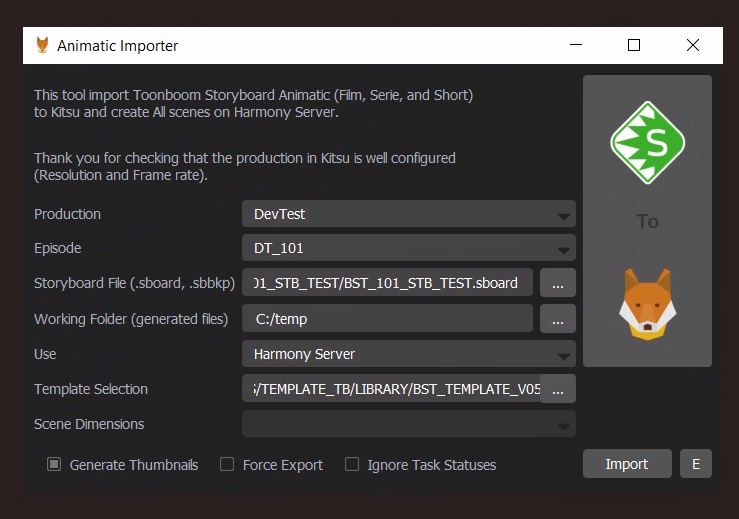 Animatic Importer
This tool import Toonboom Storyboard Animatic (Film, Serie, and Short)
to Kitsu and create All scenes on Harmony Server.
Thank you for checking that the production in Kitsu is well configured
(Resolution and Frame rate).
S
To
Production
DevTest
Episode
DT_101
Storyboard File (.sboard, .sbbkp)
01_STB_TEST/BST_101_STB_TEST.sboard
...
Working Folder (generated files)
C:/temp
...
Use
Harmony Server
Template Selection
/TEMPLATE_TB/LIBRARY/BST_TEMPLATE_V05
...
Scene Dimensions
Generate Thumbnails
Force Export
Ignore Task Statuses
Import
E